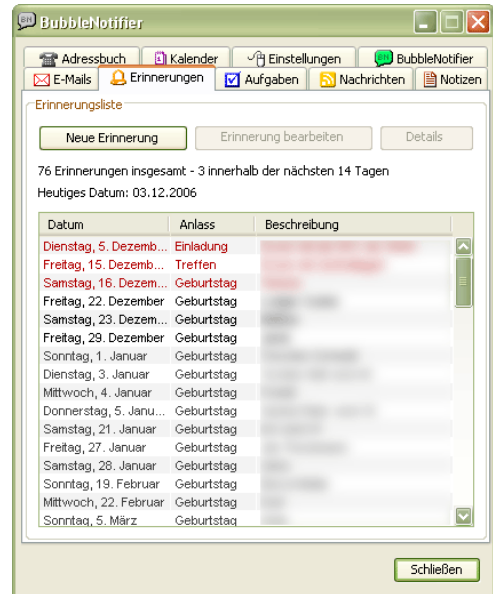 BubbleNotifier
Adressbuch Kalender Einstellungen BN BubbleNotifier
E-Mails Erinnerungen Aufgaben Nachrichten Notizen
Erinnerungsliste
Neue Erinnerung Erinnerung bearbeiten Details
76 Erinnerungen insgesamt - 3 innerhalb der nächsten 14 Tagen
Heutiges Datum: 03.12.2006
Datum Anlass Beschreibung
Dienstag, 5. Dezemb... Einladung
Freitag, 15. Dezemb... Treffen
Samstag, 16. Dezem... Geburtstag
Freitag, 22. Dezember Geburtstag
Samstag, 23. Dezem... Geburtstag
Freitag, 29. Dezember Geburtstag
Sonntag, 1. Januar Geburtstag
Dienstag, 3. Januar Geburtstag
Mittwoch, 4. Januar Geburtstag
Donnerstag, 5. Janu... Geburtstag
Samstag, 21. Januar Geburtstag
Freitag, 27. Januar Geburtstag
Samstag, 28. Januar Geburtstag
Sonntag, 19. Februar Geburtstag
Mittwoch, 22. Februar Geburtstag
Sonntag, 5. März Geburtstag
Schließen